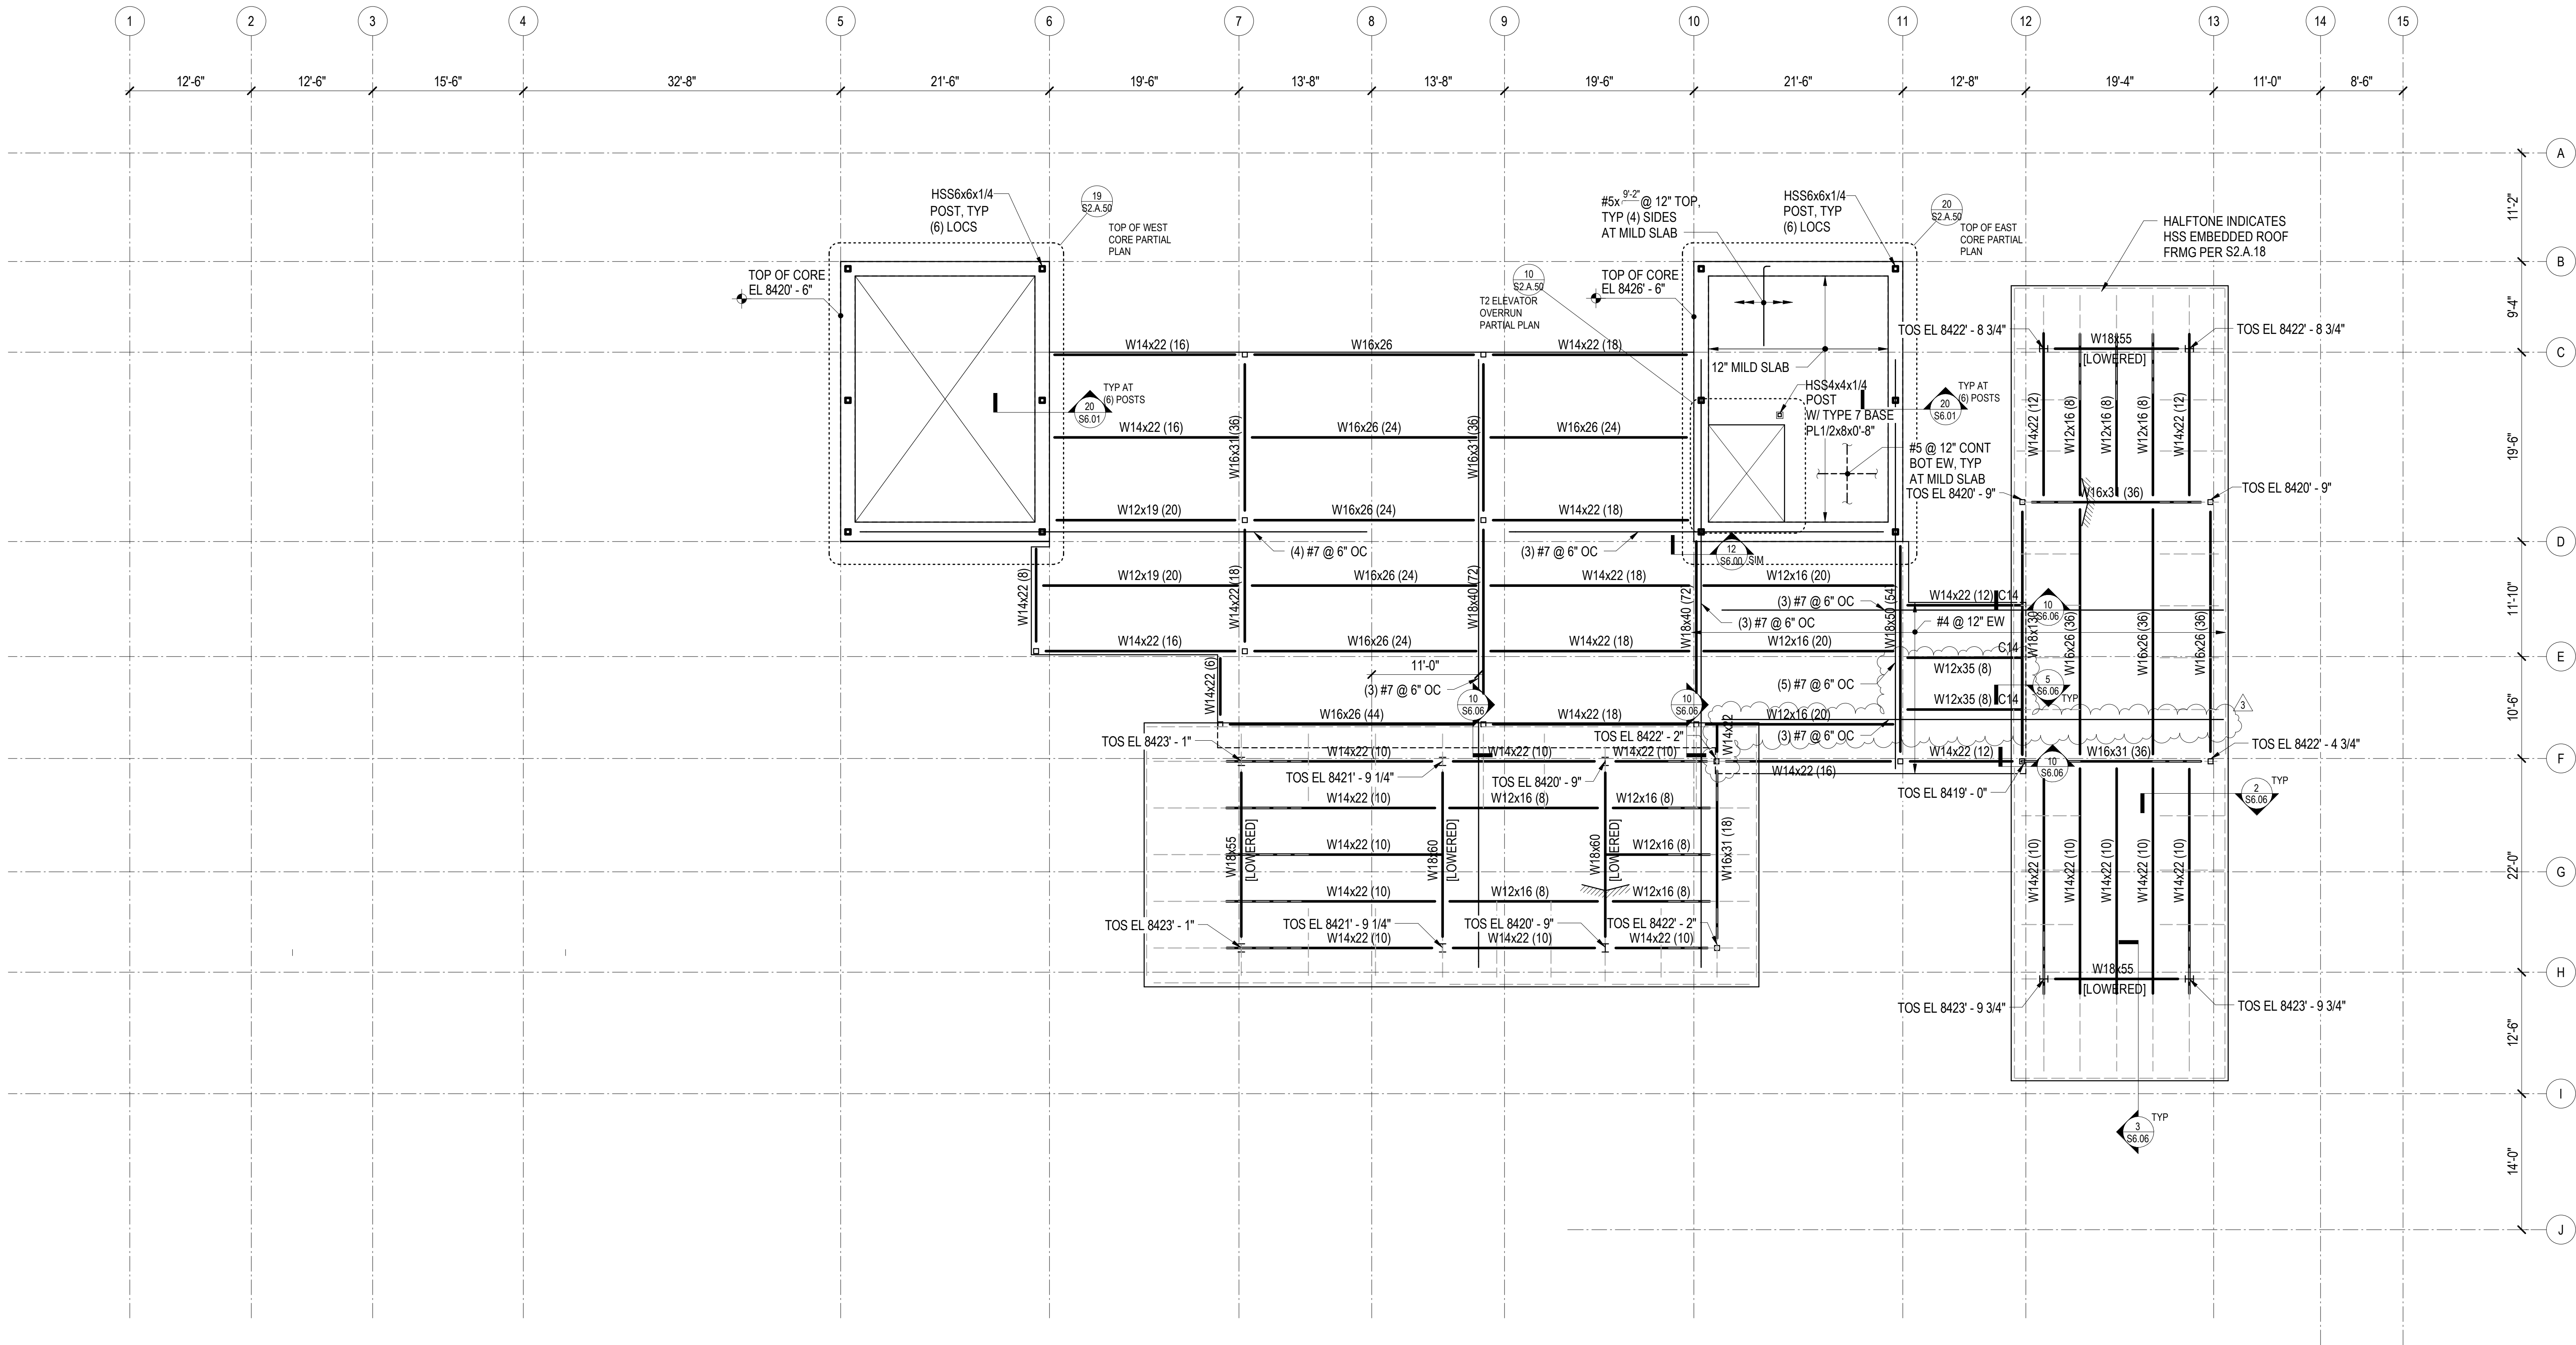 1 2 3 4 5 6 7 8 9 10 11 12 13 14 15
12'-6" 12'-6" 15'-6" 32'-8" 21'-6" 19'-6" 13'-8" 13'-8" 19'-6" 21'-6" 12'-8" 19'-4" 11'-0" 8'-6"
A
11'-2"
B
9'-4"
C
19'-6"
D
11'-10"
E
10'-6"
F
22'-0"
G
H
12'-6"
I
14'-0"
J
HSS6x6x1/4
POST, TYP
(6) LOCS
19
S2.A.50
TOP OF WEST
CORE PARTIAL
PLAN
TOP OF CORE
EL 8420' - 6"
20
S6.01
TYP AT
(6) POSTS
#5x 9'-2" @ 12" TOP,
TYP (4) SIDES
AT MILD SLAB
HSS6x6x1/4
POST, TYP
(6) LOCS
20
S2.A.50
TOP OF EAST
CORE PARTIAL
PLAN
10
S2.A.50
T2 ELEVATOR
OVERRUN
PARTIAL PLAN
TOP OF CORE
EL 8426' - 6"
12" MILD SLAB
HSS4x4x1/4
POST
W/ TYPE 7 BASE
PL1/2x8x0'-8"
20
S6.01
TYP AT
(6) POSTS
#5 @ 12" CONT
BOT EW, TYP
AT MILD SLAB
HALFTONE INDICATES
HSS EMBEDDED ROOF
FRMG PER S2.A.18
TOS EL 8422' - 8 3/4"
TOS EL 8422' - 8 3/4"
W18x55
[LOWERED]
W14x22 (12)
W12x16 (8)
W12x16 (8)
W12x16 (8)
W14x22 (12)
TOS EL 8420' - 9"
W16x31 (36)
TOS EL 8420' - 9"
W14x22 (16)
W16x26
W14x22 (18)
W16x31 (36)
W16x31 (36)
W14x22 (16)
W16x26 (24)
W16x26 (24)
W12x19 (20)
W16x26 (24)
W14x22 (18)
(4) #7 @ 6" OC
(3) #7 @ 6" OC
12
S6.00
SIM
W14x22 (8)
W12x19 (20)
W14x22(18)
W16x26 (24)
W18x40 (72)
W14x22 (18)
W18x40 (72)
W12x16 (20)
W18x50 (54)
(3) #7 @ 6" OC
(3) #7 @ 6" OC
W14x22 (12)
C14
10
S6.06
#4 @ 12" EW
W18x130
W16x26 (36)
W16x26 (36)
W16x26 (36)
W14x22 (16)
W16x26 (24)
W14x22 (18)
W12x16 (20)
C14
W12x35 (8)
W14x22 (6)
11'-0"
(3) #7 @ 6" OC
(5) #7 @ 6" OC
10
S6.06
10
S6.06
W12x35 (8)
C14
5
S6.06
TYP
3
W16x26 (44)
W14x22 (18)
W12x16 (20)
W14x22
(3) #7 @ 6" OC
TOS EL 8423' - 1"
TOS EL 8422' - 2"
W14x22 (10)
W14x22 (10)
W14x22 (10)
W14x22 (16)
W14x22 (12)
10
S6.06
W16x31 (36)
TOS EL 8422' - 4 3/4"
TOS EL 8421' - 9 1/4"
TOS EL 8420' - 9"
TOS EL 8419' - 0"
2
S6.06
TYP
W14x22 (10)
W12x16 (8)
W12x16 (8)
W18x55
[LOWERED]
W14x22 (10)
W18x60
[LOWERED]
W18x60
[LOWERED]
W12x16 (8)
W16x31 (18)
W14x22 (10)
W14x22 (10)
W14x22 (10)
W14x22 (10)
W14x22 (10)
W14x22 (10)
W12x16 (8)
W12x16 (8)
TOS EL 8423' - 1"
TOS EL 8421' - 9 1/4"
TOS EL 8420' - 9"
TOS EL 8422' - 2"
W14x22 (10)
W14x22 (10)
W14x22 (10)
W18x55
[LOWERED]
TOS EL 8423' - 9 3/4"
TOS EL 8423' - 9 3/4"
3
S6.06
TYP